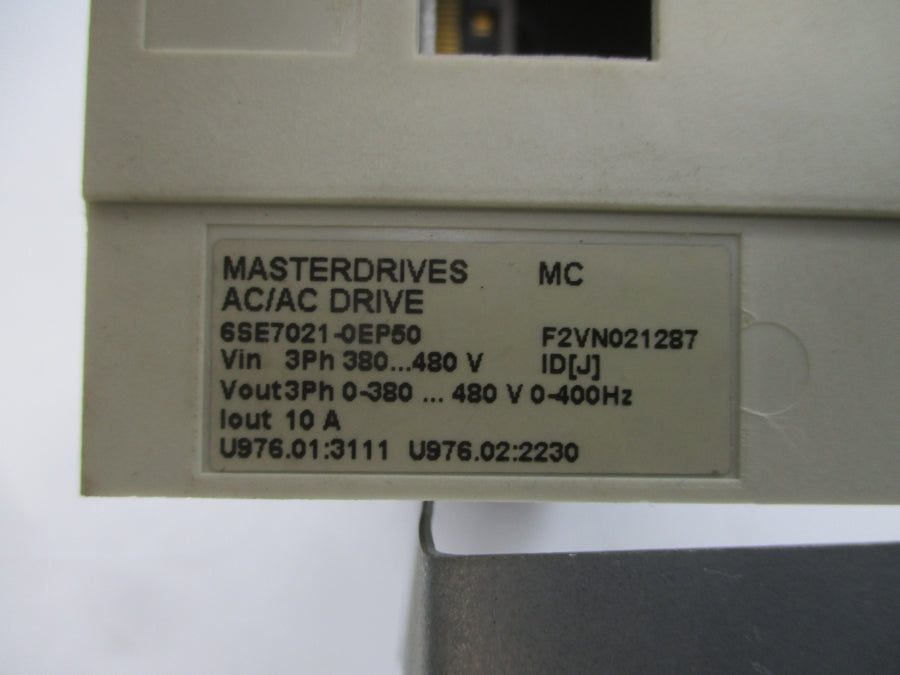 MASTERDRIVES MC
AC/AC DRIVE
6SE7021-0EP50 F2VN021287
Vin 3Ph 380...480 V ID[J]
Vout3Ph 0-380 ... 480 V 0-400Hz
Iout 10 A
U976.01:3111 U976.02:2230